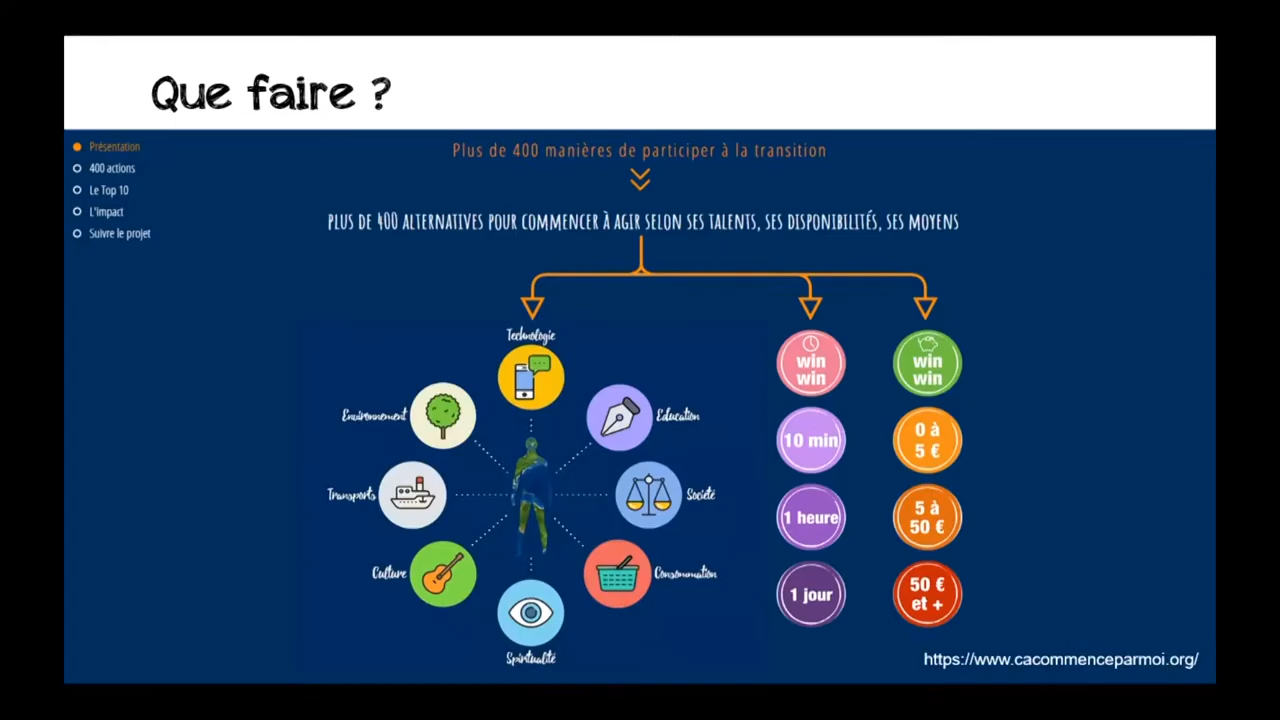 Que faire ?
Présentation
400 actions
Le Top 10
L'impact
Suivre le projet
Plus de 400 manières de participer à la transition
PLUS DE 400 ALTERNATIVES POUR COMMENCER À AGIR SELON SES TALENTS, SES DISPONIBILITÉS, SES MOYENS
Technologie
Environnement
Education
Transports
Société
Culture
Consommation
Spiritualité
win
win
10 min
1 heure
1 jour
win
win
0 à
5 €
5 à
50 €
50 €
et +
https://www.cacommenceparmoi.org/